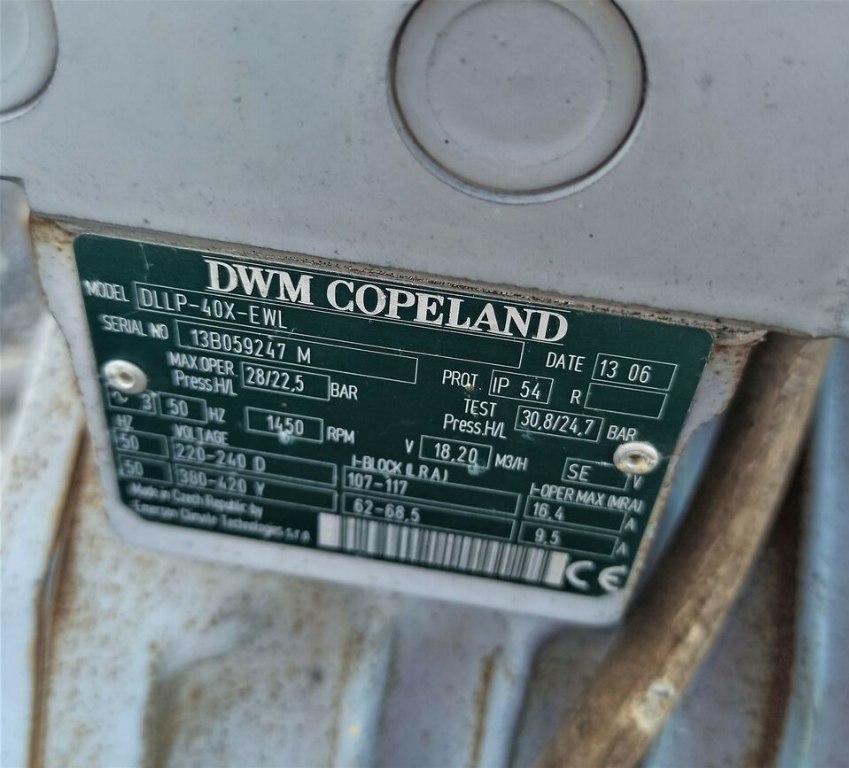 DWM COPELAND
MODEL DLLP-40X-EWL
SERIAL NO 13B059247 M DATE 13 06
MAX OPER Press H/L 28/22,5 BAR PROT. IP 54 R
~ 3 50 HZ 1450 RPM TEST Press.H/L 30,8/24,7 BAR
V 18,20 M3/H SE V
HZ VOLTAGE I-BLOCK (L.R.A.) I-OPER MAX (MRA)
50 220-240 D 107-117 16.4 A
50 380-420 Y 62-68,5 9.5 A
Made in Czech Republic by
Emerson Climate Technologies s.r.o.
CE